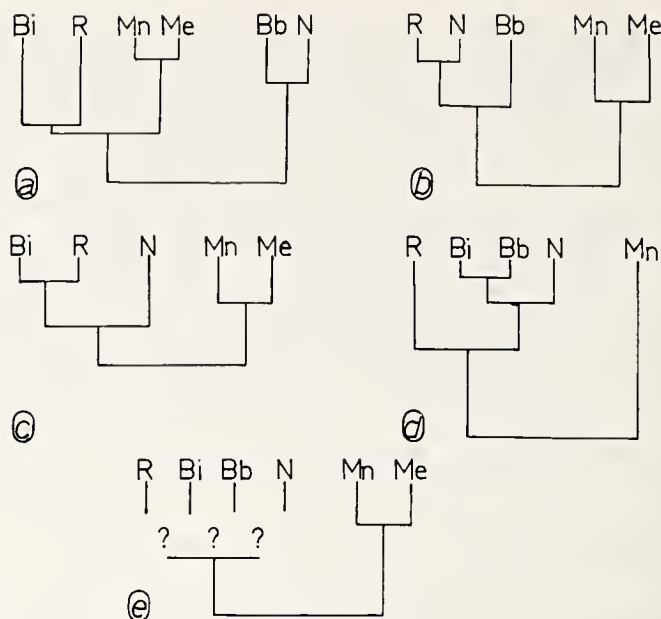 Bi R Mn Me Bb N
a
R N Bb Mn Me
b
Bi R N Mn Me
c
R Bi Bb N Mn
d
R Bi Bb N Mn Me
? ? ?
e